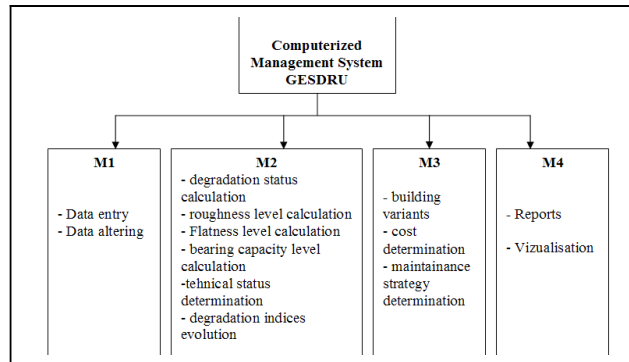 Computerized
Management System
GESDRU
M1
- Data entry
- Data altering
M2
- degradation status
calculation
- roughness level calculation
- Flatness level calculation
- bearing capacity level
calculation
-tehnical status
determination
- degradation indices
evolution
M3
- building
variants
- cost
determination
- maintainance
strategy
determination
M4
- Reports
- Vizualisation